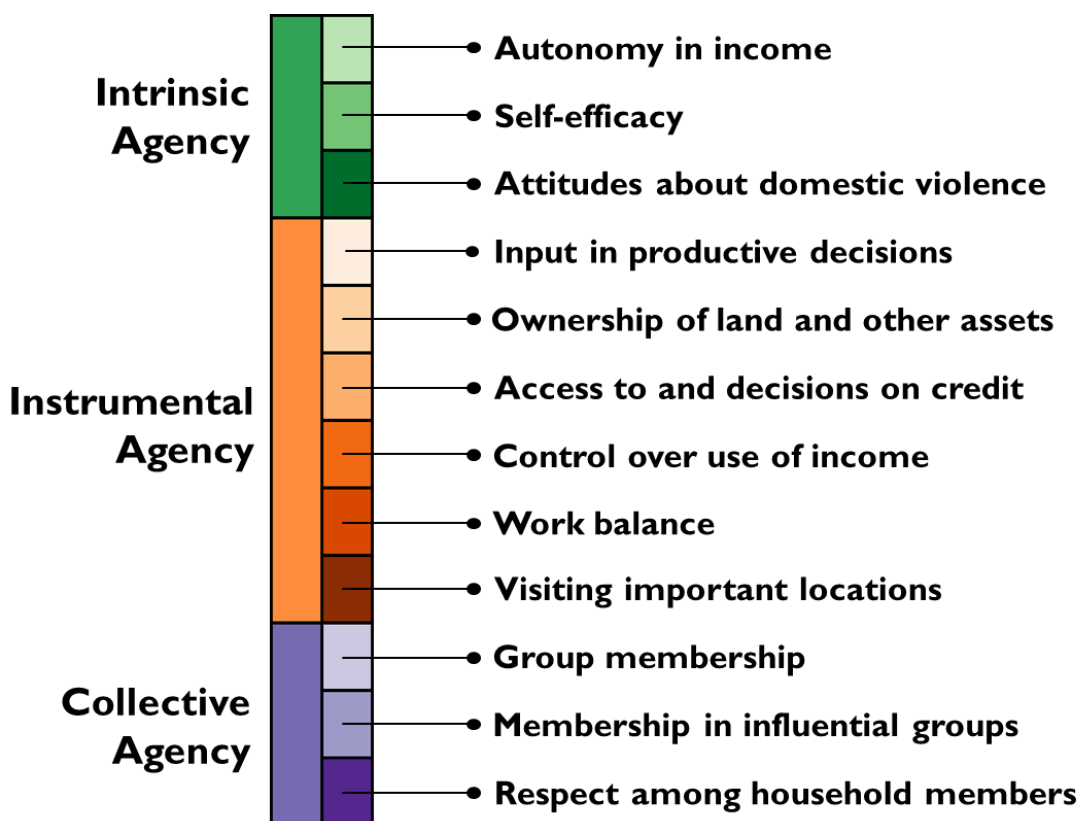 Intrinsic
Agency
Autonomy in income
Self-efficacy
Attitudes about domestic violence
Instrumental
Agency
Input in productive decisions
Ownership of land and other assets
Access to and decisions on credit
Control over use of income
Work balance
Visiting important locations
Collective
Agency
Group membership
Membership in influential groups
Respect among household members